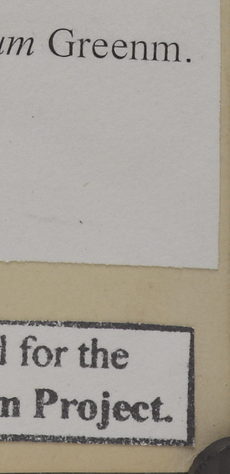 um Greenm.
l for the
m Project.